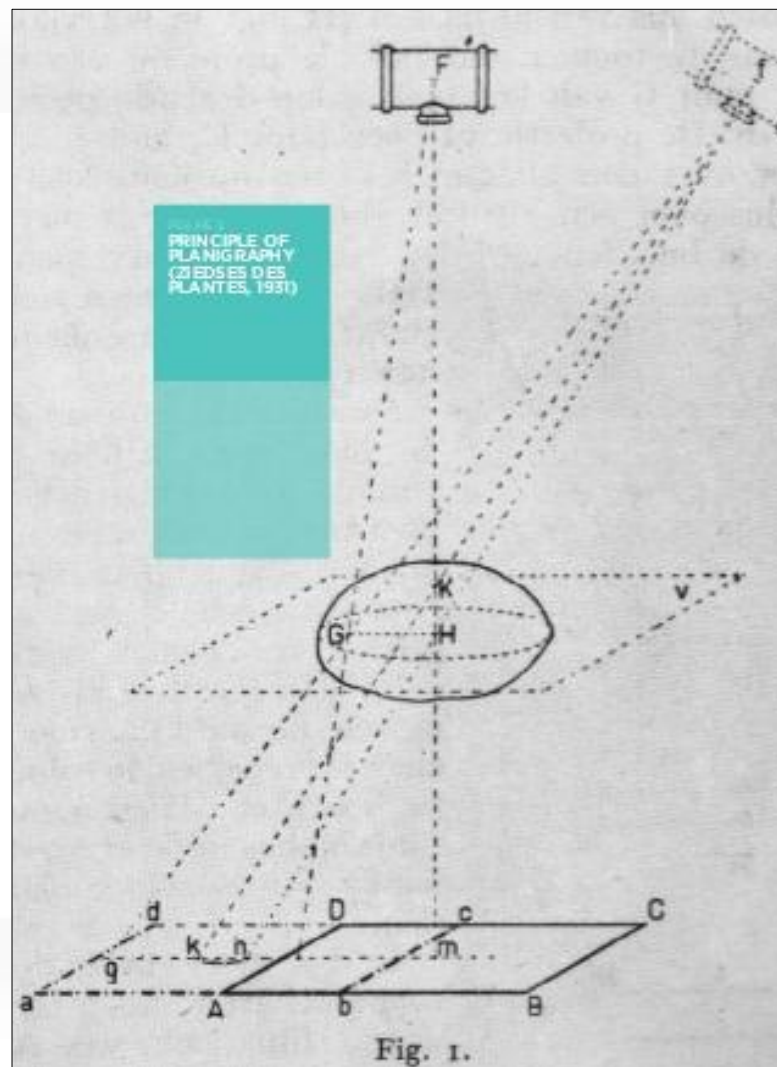 F
f
PRINCIPLE OF
PLANIGRAPHY
(ZIEDSES DES
PLANTES, 1931)
K
v
G H
d D c C
k n m
g
a A b B
Fig. 1.